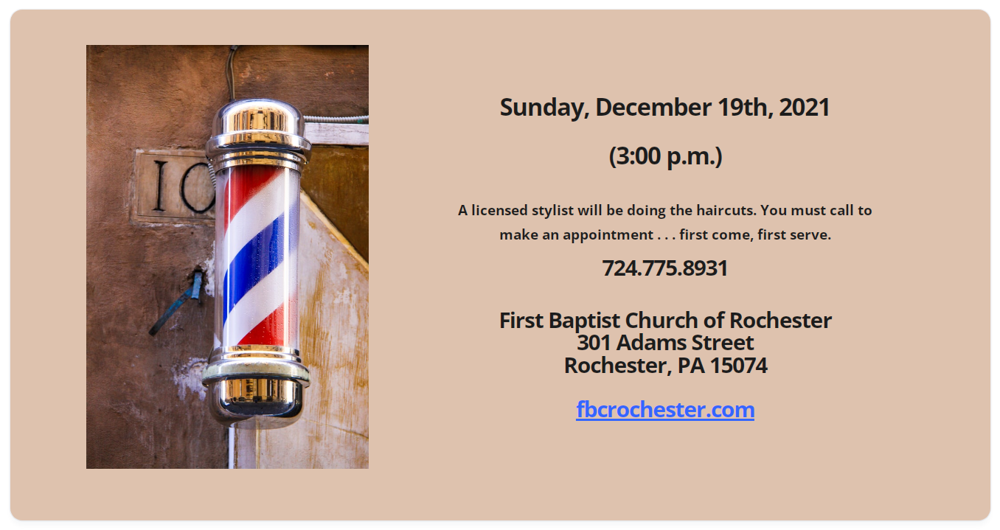 IO
Sunday, December 19th, 2021
(3:00 p.m.)
A licensed stylist will be doing the haircuts. You must call to
make an appointment . . . first come, first serve.
724.775.8931
First Baptist Church of Rochester
301 Adams Street
Rochester, PA 15074
fbcrochester.com